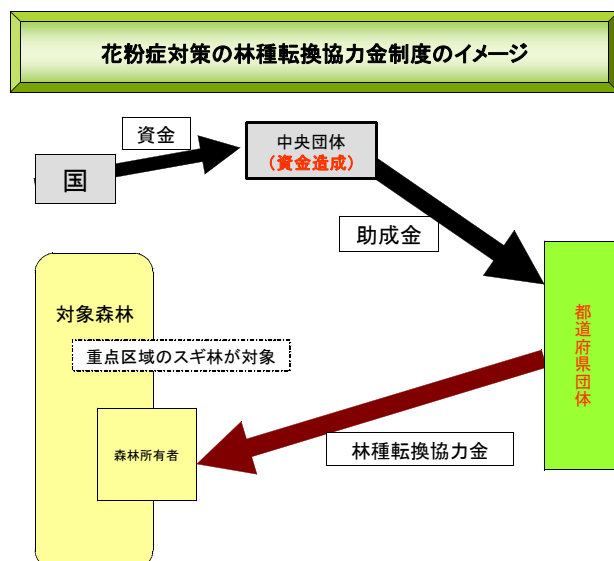 花粉症対策の林種転換協力金制度のイメージ
資金
中央団体
（資金造成）
国
助成金
対象森林
都道府県団体
重点区域のスギ林が対象
森林所有者
林種転換協力金